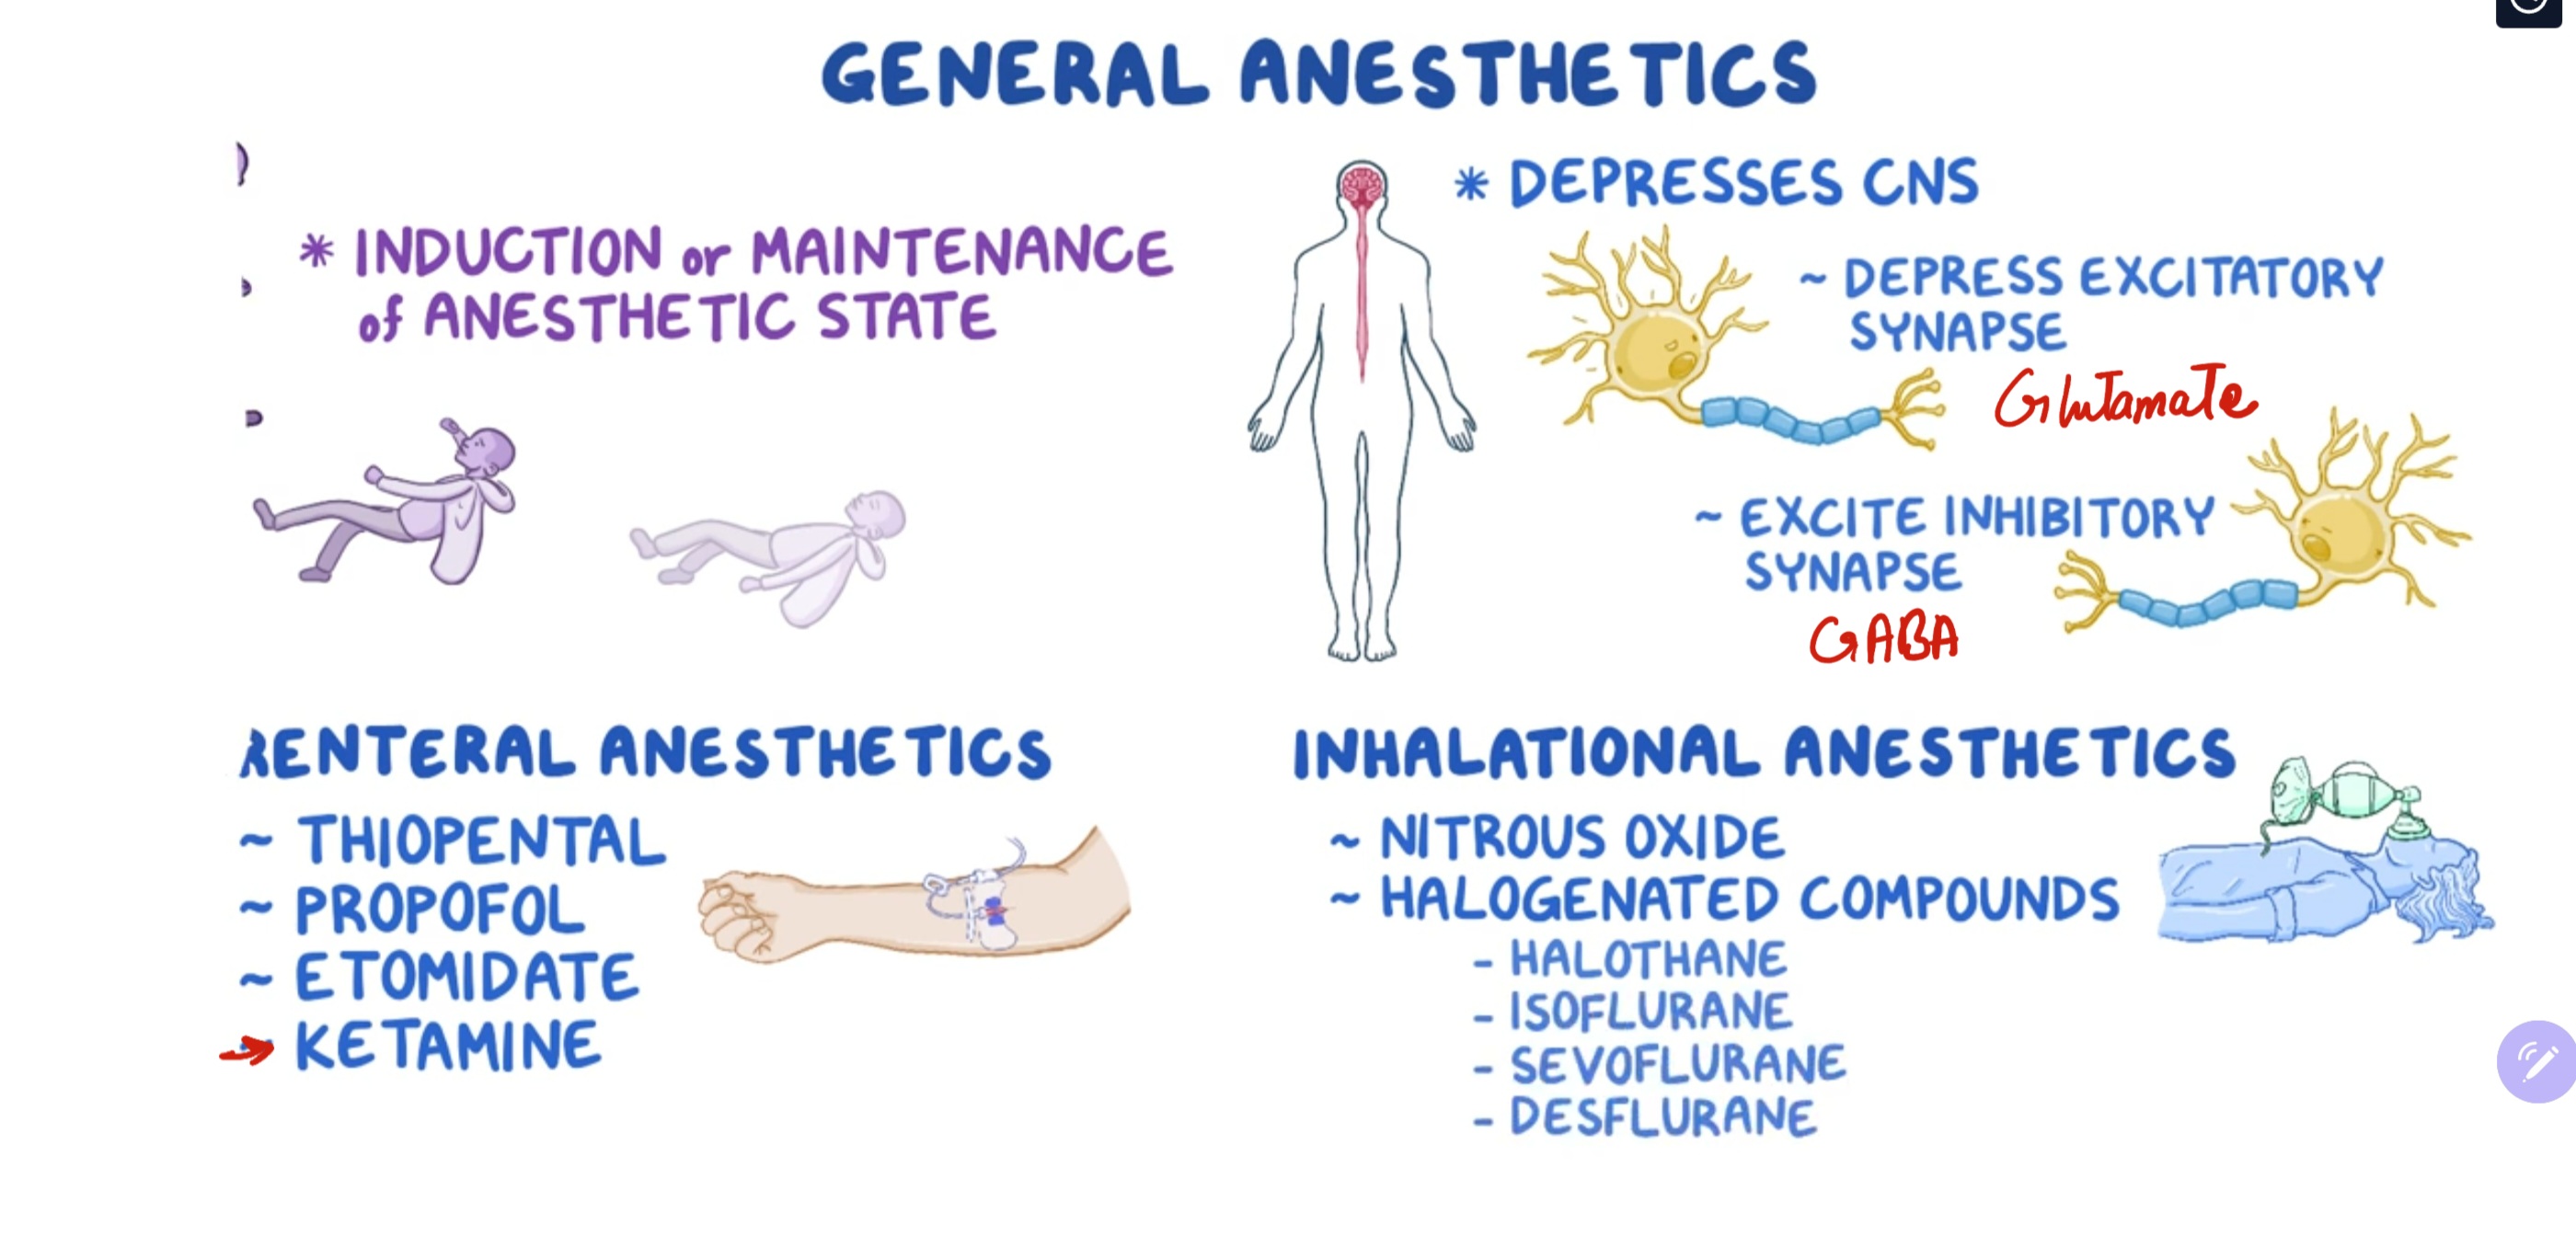 GENERAL ANESTHETICS
* INDUCTION or MAINTENANCE
of ANESTHETIC STATE
* DEPRESSES CNS
~ DEPRESS EXCITATORY
SYNAPSE
Glutamate
~ EXCITE INHIBITORY
SYNAPSE
GABA
RENTERAL ANESTHETICS
~ THIOPENTAL
~ PROPOFOL
~ ETOMIDATE
→ KETAMINE
INHALATIONAL ANESTHETICS
~ NITROUS OXIDE
~ HALOGENATED COMPOUNDS
- HALOTHANE
- ISOFLURANE
- SEVOFLURANE
- DESFLURANE